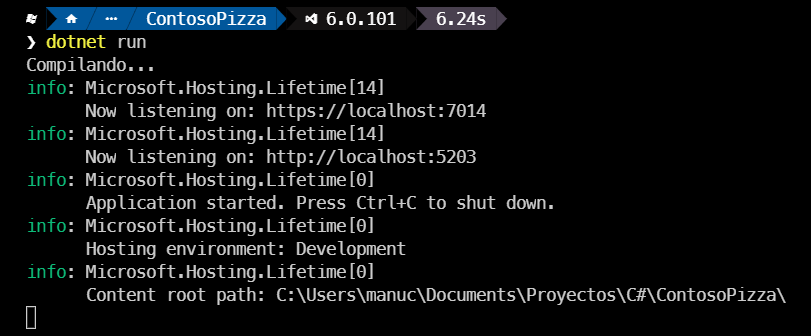 ContosoPizza 6.0.101 6.24s
❯ dotnet run
Compilando...
info: Microsoft.Hosting.Lifetime[14]
Now listening on: https://localhost:7014
info: Microsoft.Hosting.Lifetime[14]
Now listening on: http://localhost:5203
info: Microsoft.Hosting.Lifetime[0]
Application started. Press Ctrl+C to shut down.
info: Microsoft.Hosting.Lifetime[0]
Hosting environment: Development
info: Microsoft.Hosting.Lifetime[0]
Content root path: C:\Users\manuc\Documents\Proyectos\C#\ContosoPizza\